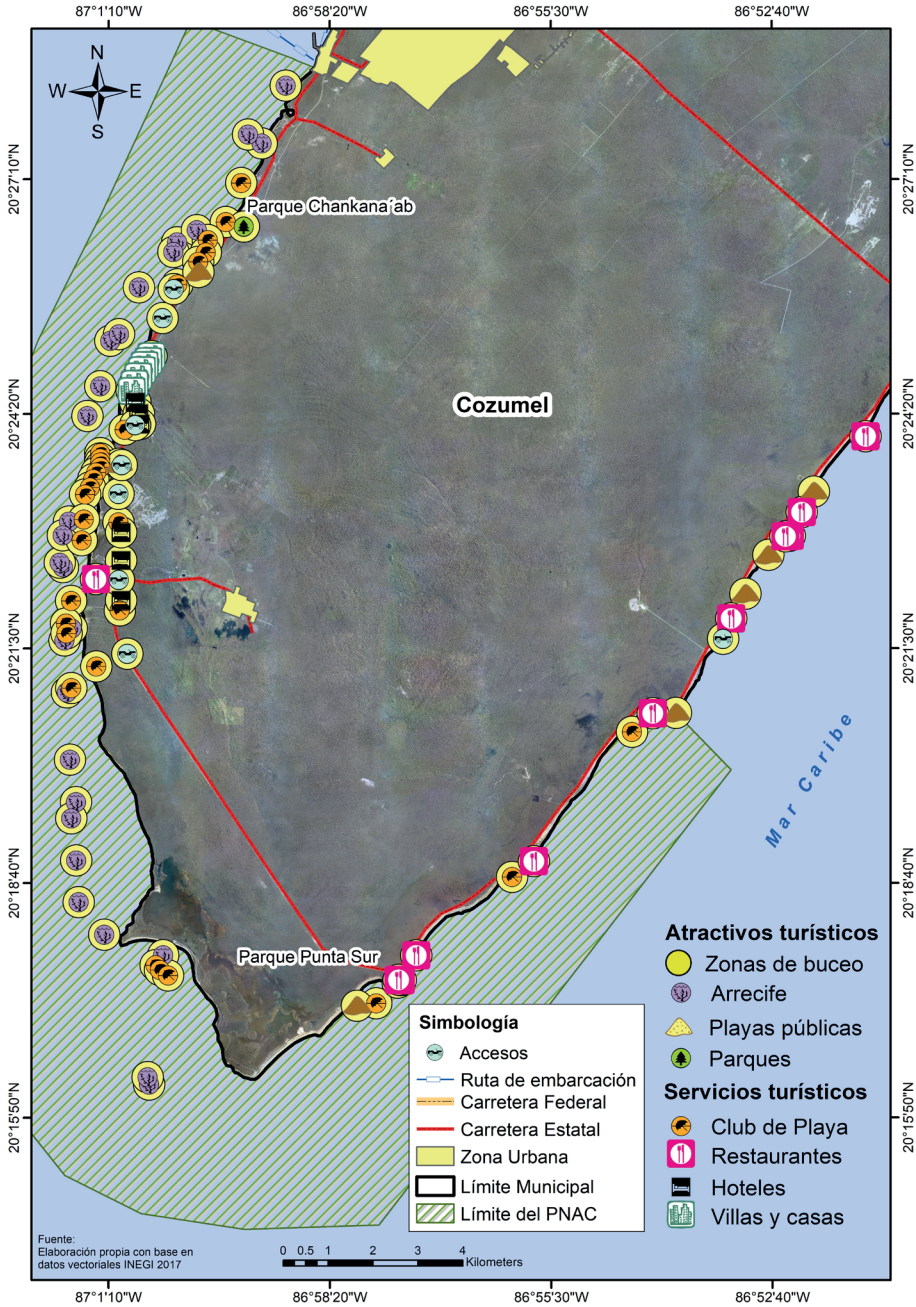 87°1'10"W
86°58'20"W
86°55'30"W
86°52'40"W
N
W
E
S
20°27'10"N
20°27'10"N
Parque Chankana´ab
Cozumel
20°24'20"N
20°24'20"N
20°21'30"N
20°21'30"N
Mar Caribe
20°18'40"N
20°18'40"N
Parque Punta Sur
Atractivos turísticos
Zonas de buceo
Arrecife
Playas públicas
Parques
Servicios turísticos
Club de Playa
Restaurantes
Hoteles
Villas y casas
Simbología
Accesos
Ruta de embarcación
Carretera Federal
Carretera Estatal
Zona Urbana
Límite Municipal
Límite del PNAC
20°15'50"N
20°15'50"N
Fuente:
Elaboración propia con base en
datos vectoriales INEGI 2017
0 0.5 1 2 3 4
Kilometers
87°1'10"W
86°58'20"W
86°55'30"W
86°52'40"W